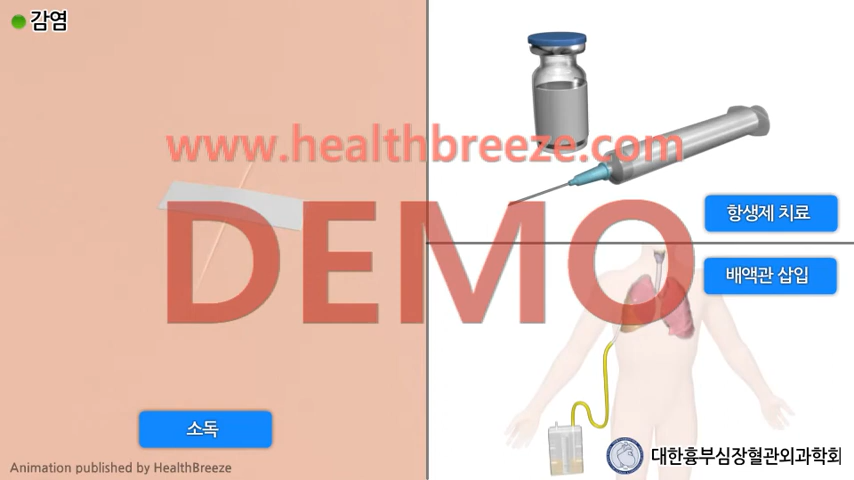 감염
www.healthbreeze.com
항생제 치료
DEMO
배액관 삽입
소독
대한흉부심장혈관외과학회
Animation published by HealthBreeze